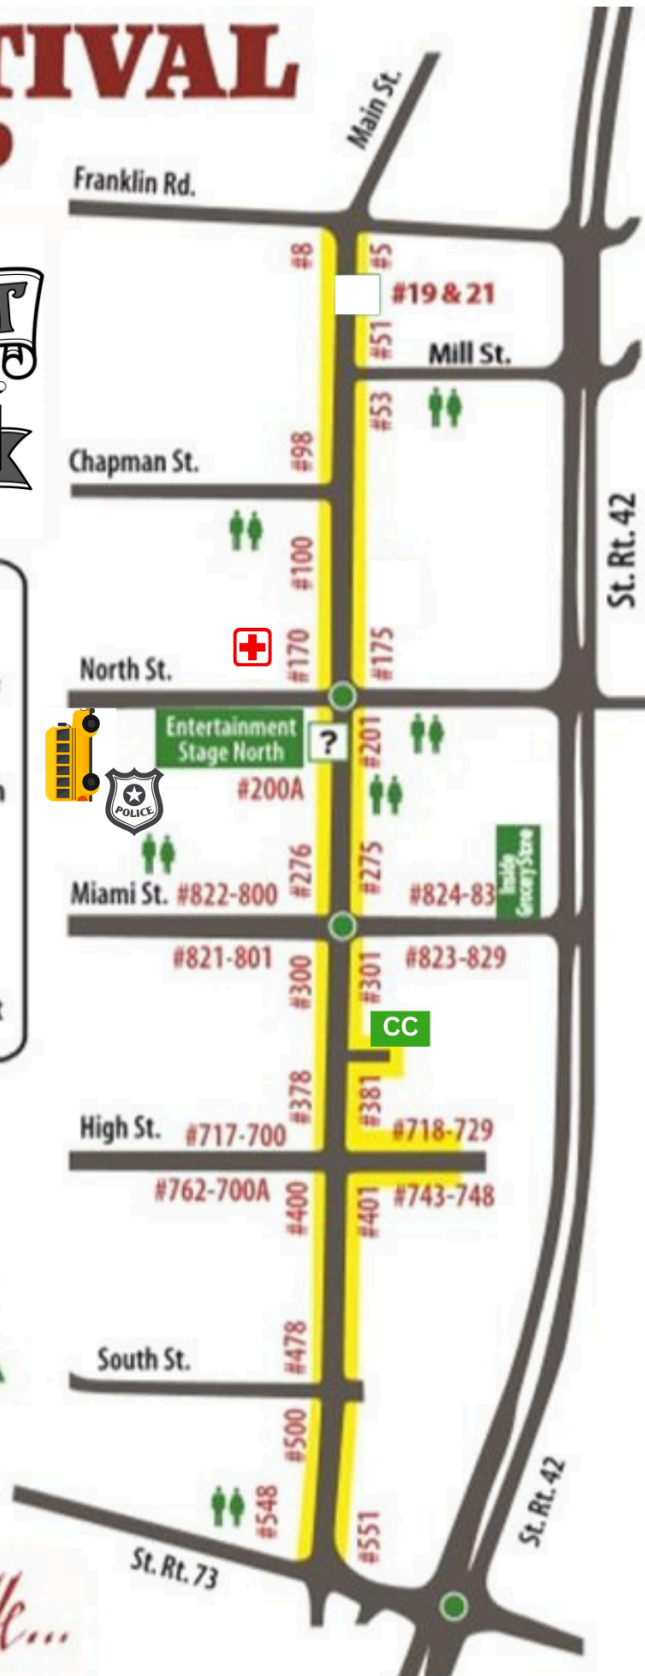 TIVAL
Main St.
Franklin Rd.
#8
#5
#19 & 21
#51
Mill St.
#53
#98
Chapman St.
St. Rt. 42
#100
#170
#175
North St.
Entertainment
Stage North
?
#201
#200A
POLICE
#276
#275
Inside
Grocery Store
Miami St. #822-800
#824-83
#821-801
#823-829
#300
#301
CC
#378
#381
High St.
#717-700
#718-729
#762-700A
#743-748
#400
#401
South St.
#478
#500
#548
#551
St. Rt. 42
St. Rt. 73